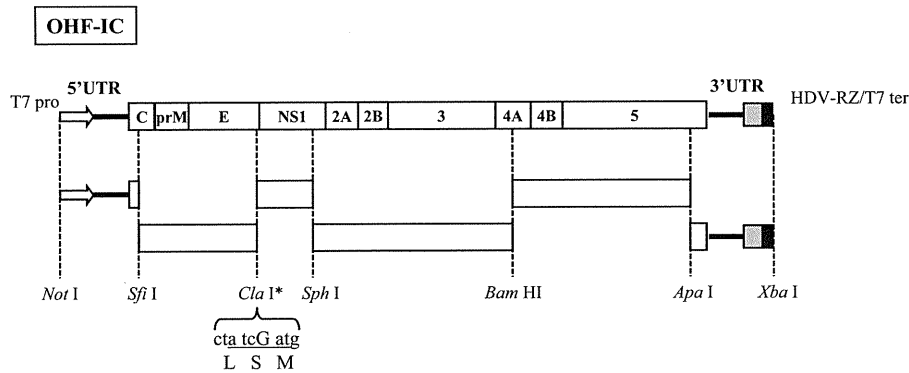 OHF-IC
5'UTR
3'UTR
T7 pro
C prM E NS1 2A 2B 3 4A 4B 5
HDV-RZ/T7 ter
Not I Sfi I Cla I* Sph I Bam HI Apa I Xba I
cta tcG atg
L S M